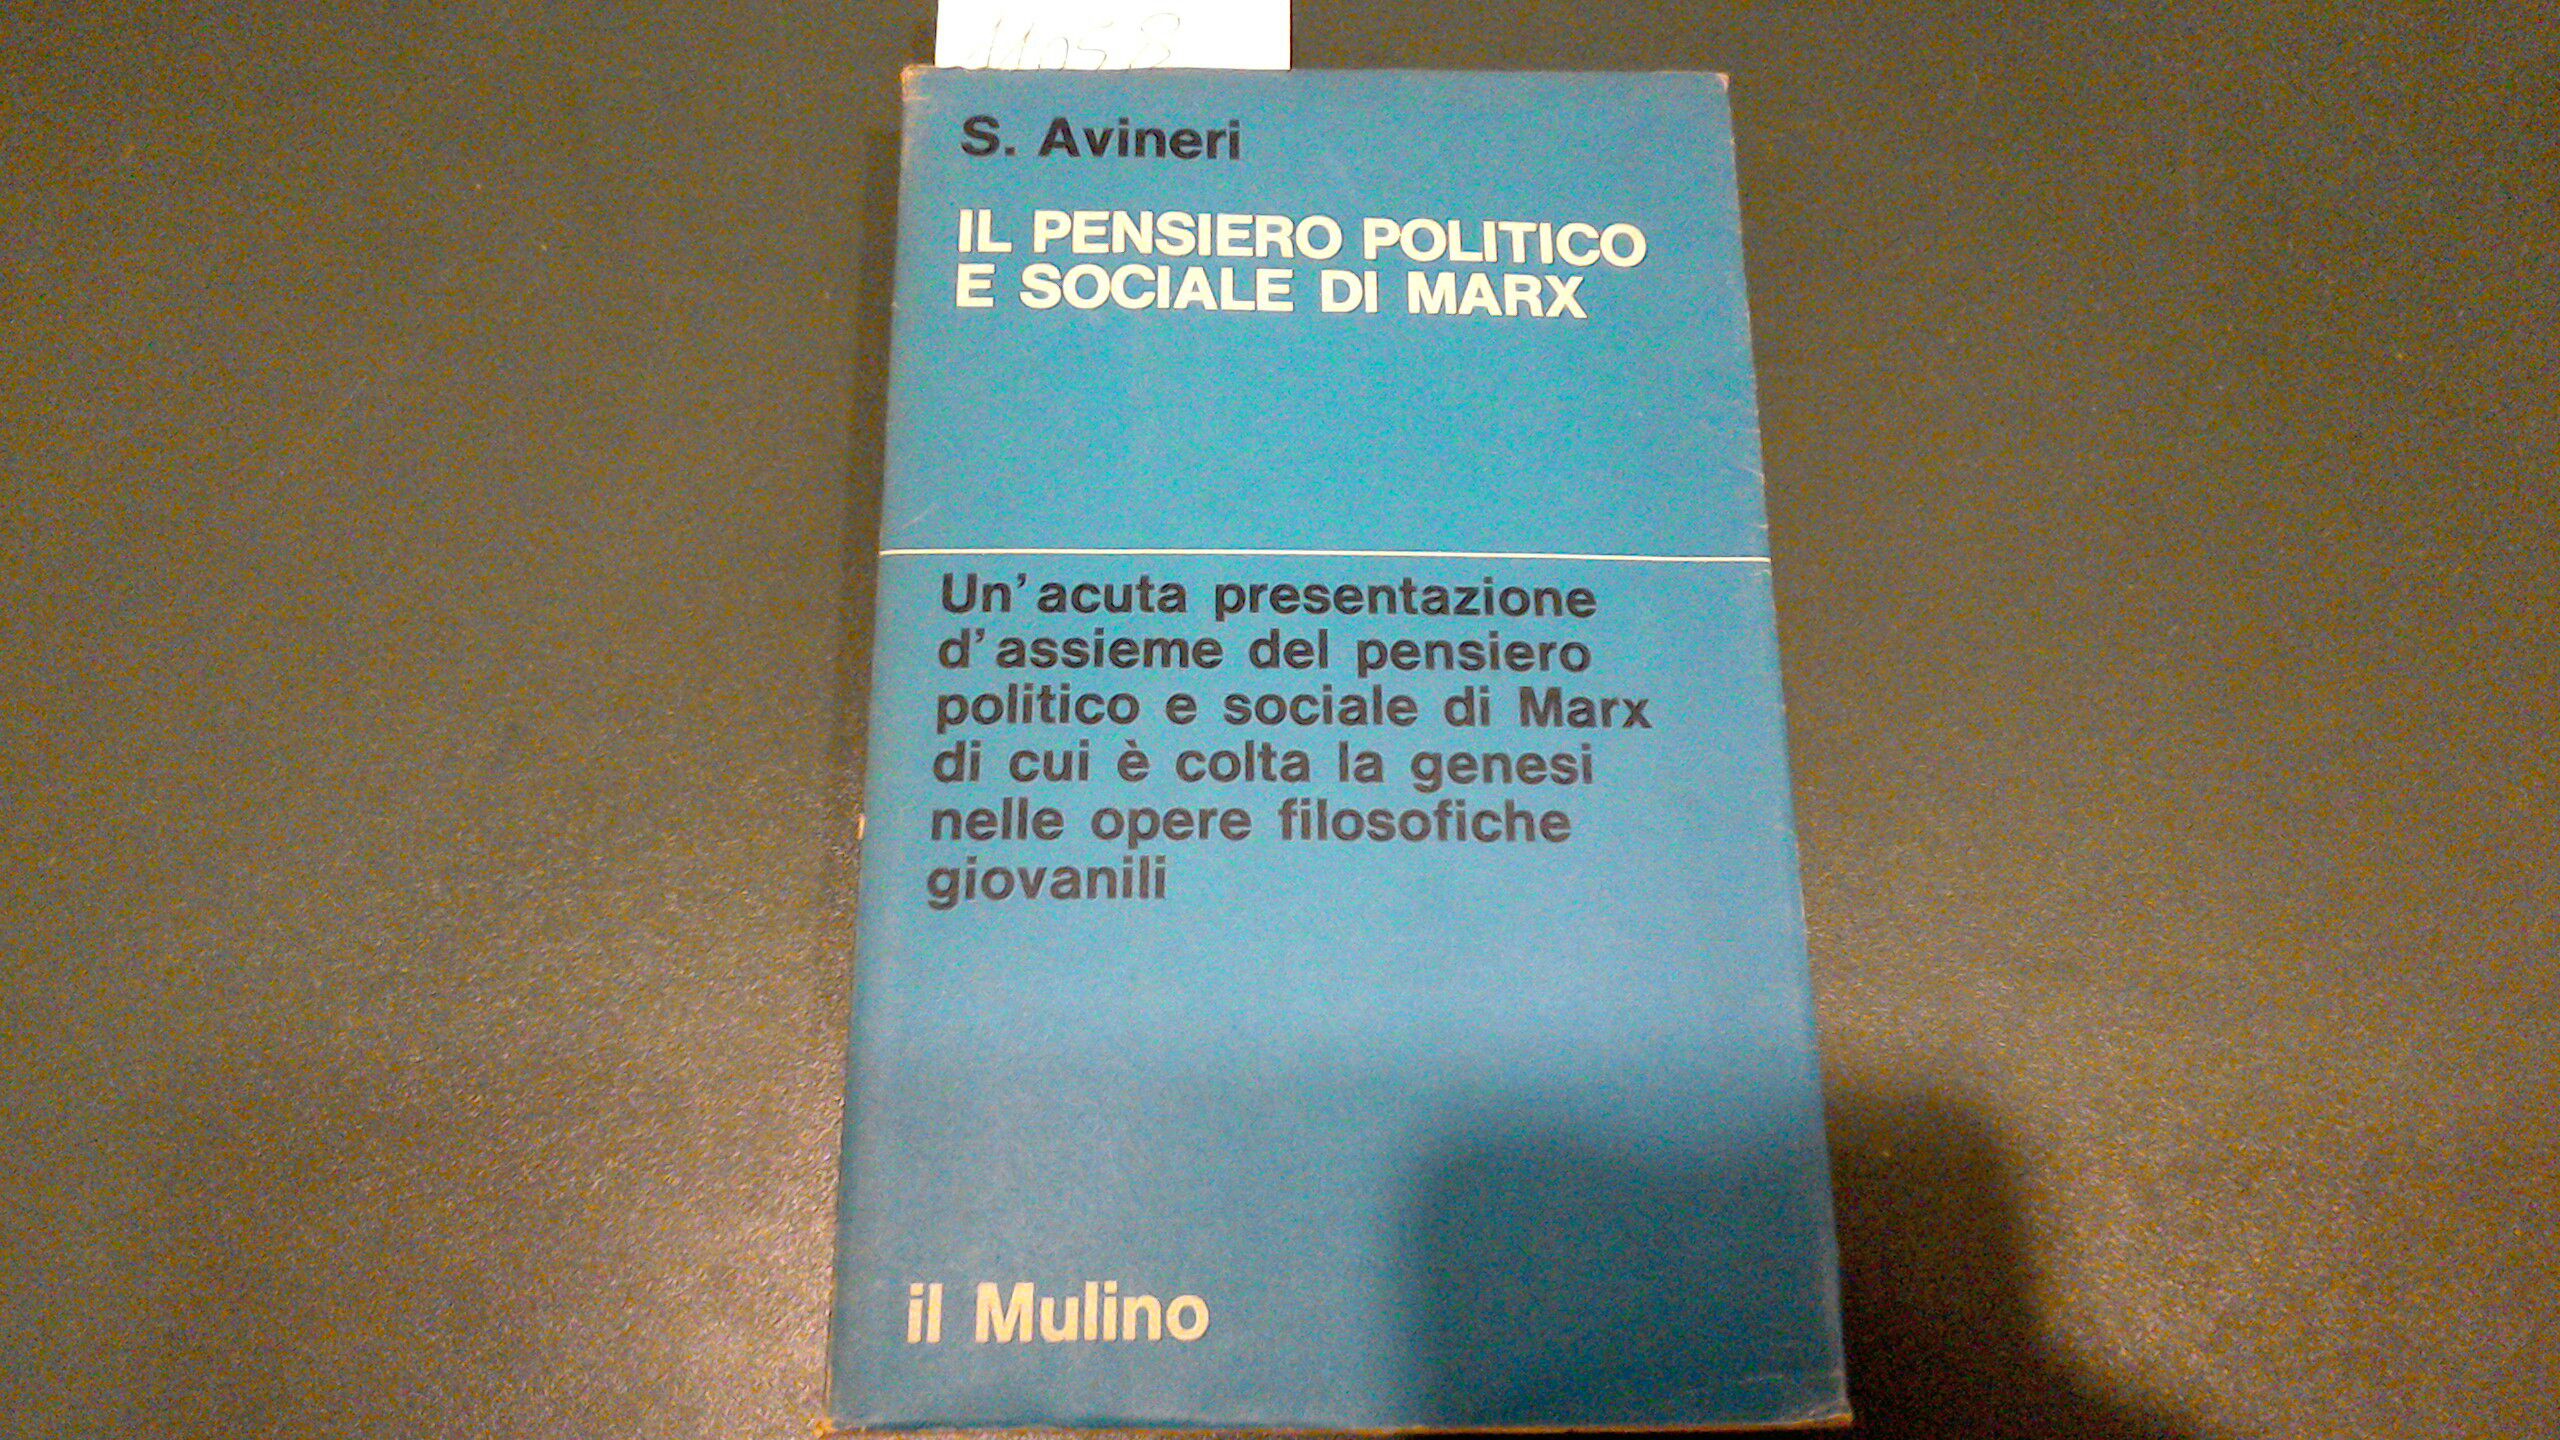 11058
S. Avineri
IL PENSIERO POLITICO
E SOCIALE DI MARX
Un'acuta presentazione
d'assieme del pensiero
politico e sociale di Marx
di cui è colta la genesi
nelle opere filosofiche
giovanili
il Mulino